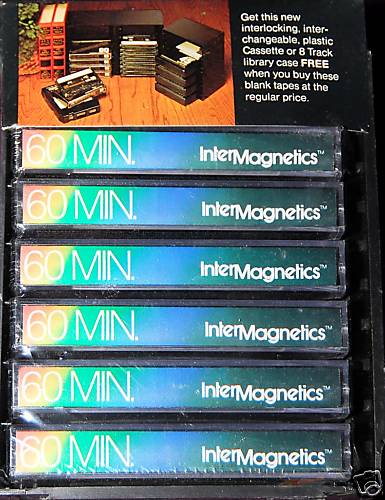 Get this new
interlocking, inter-
changeable, plastic
Cassette or 8 Track
library case FREE
when you buy these
blank tapes at the
regular price.
60 MIN. InterMagnetics™
60 MIN. InterMagnetics™
60 MIN. InterMagnetics™
60 MIN. InterMagnetics™
60 MIN. InterMagnetics™
60 MIN. InterMagnetics™